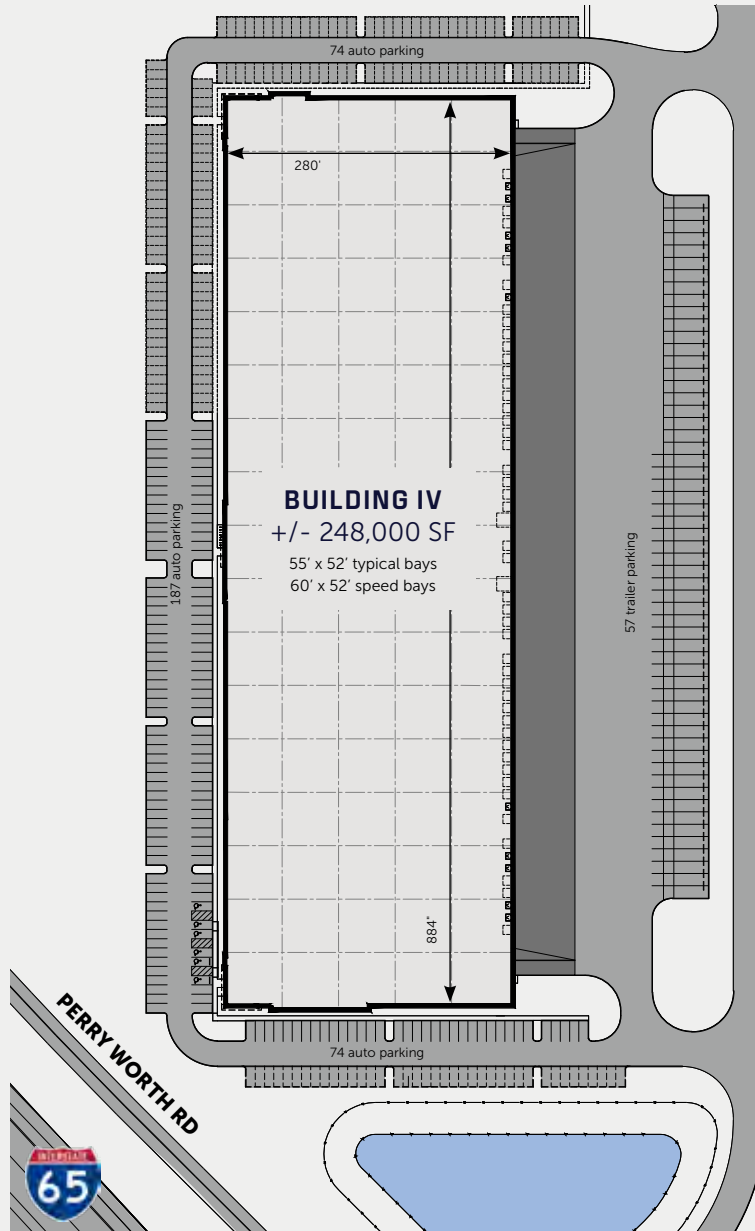 74 auto parking
280'
BUILDING IV
+/- 248,000 SF
55’ x 52’ typical bays
60’ x 52’ speed bays
187 auto parking
57 trailer parking
884"
74 auto parking
PERRY WORTH RD
INTERSTATE
65